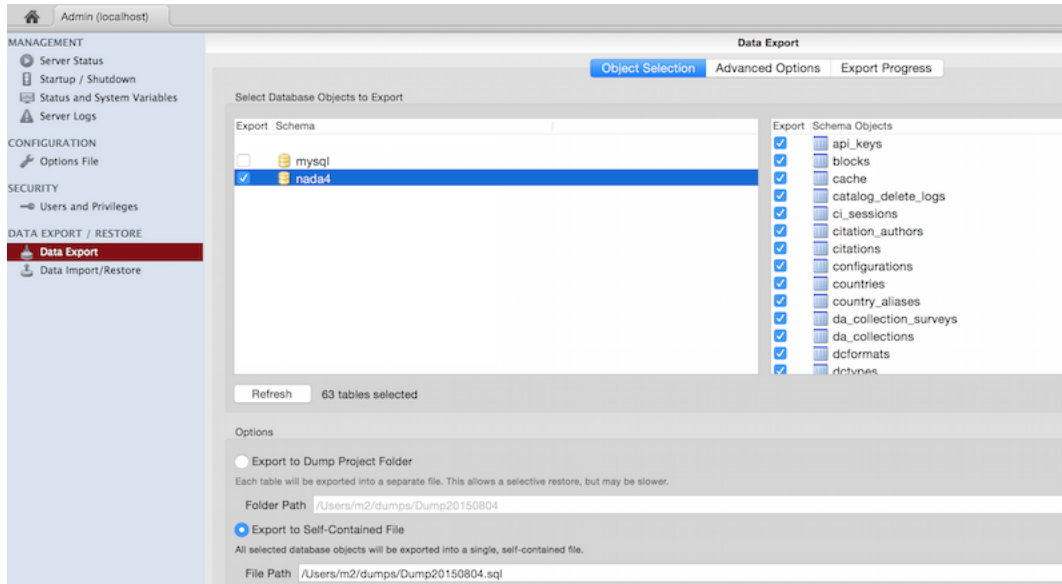 Admin (localhost)
MANAGEMENT
Server Status
Startup / Shutdown
Status and System Variables
Server Logs
CONFIGURATION
Options File
SECURITY
Users and Privileges
DATA EXPORT / RESTORE
Data Export
Data Import/Restore
Data Export
Object Selection Advanced Options Export Progress
Select Database Objects to Export
Export Schema
mysql
nada4
Export Schema Objects
api_keys
blocks
cache
catalog_delete_logs
ci_sessions
citation_authors
citations
configurations
countries
country_aliases
da_collection_surveys
da_collections
dcformats
dctypes
Refresh 63 tables selected
Options
Export to Dump Project Folder
Each table will be exported into a separate file. This allows a selective restore, but may be slower.
Folder Path /Users/m2/dumps/Dump20150804
Export to Self-Contained File
All selected database objects will be exported into a single, self-contained file.
File Path /Users/m2/dumps/Dump20150804.sql